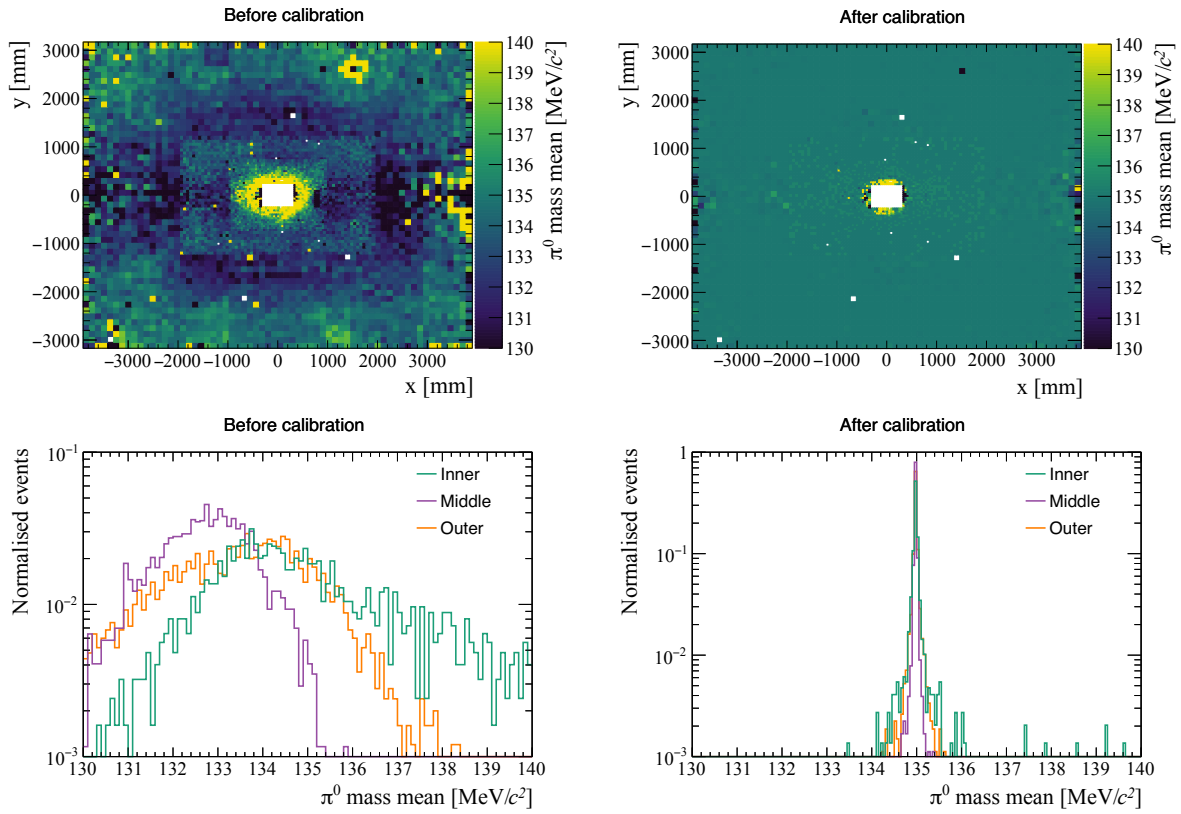 Before calibration
y [mm]
3000
2000
1000
0
−1000
−2000
−3000
−3000 −2000 −1000 0 1000 2000 3000
x [mm]
140
139
138
137
136
135
134
133
132
131
130
π⁰ mass mean [MeV/c²]
After calibration
y [mm]
3000
2000
1000
0
−1000
−2000
−3000
−3000 −2000 −1000 0 1000 2000 3000
x [mm]
140
139
138
137
136
135
134
133
132
131
130
π⁰ mass mean [MeV/c²]
Before calibration
Normalised events
10⁻¹
10⁻²
10⁻³
Inner
Middle
Outer
130 131 132 133 134 135 136 137 138 139 140
π⁰ mass mean [MeV/c²]
After calibration
Normalised events
1
10⁻¹
10⁻²
10⁻³
Inner
Middle
Outer
130 131 132 133 134 135 136 137 138 139 140
π⁰ mass mean [MeV/c²]